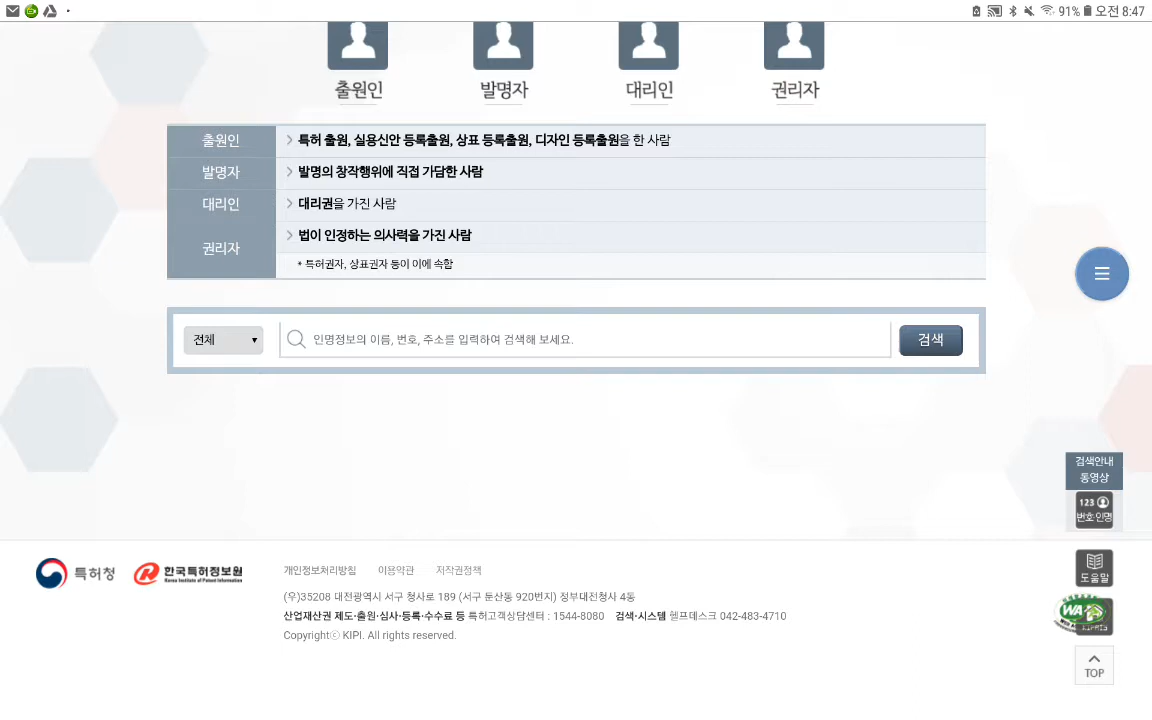 91% 오전 8:47
출원인 발명자 대리인 권리자
출원인 > 특허 출원, 실용신안 등록출원, 상표 등록출원, 디자인 등록출원을 한 사람
발명자 > 발명의 창작행위에 직접 가담한 사람
대리인 > 대리권을 가진 사람
권리자 > 법이 인정하는 의사력을 가진 사람
* 특허권자, 상표권자 등이 이에 속함
전체 ▼ 인명정보의 이름, 번호, 주소를 입력하여 검색해 보세요. 검색
검색안내
동영상
123
번호·인명
특허청 한국특허정보원
Korea Institute of Patent Information
개인정보처리방침 이용약관 저작권정책
(우)35208 대전광역시 서구 청사로 189 (서구 둔산동 920번지) 정부대전청사 4동
산업재산권 제도·출원·심사·등록·수수료 등 특허고객상담센터 : 1544-8080 검색·시스템 헬프데스크 042-483-4710
Copyrightⓒ KIPI. All rights reserved.
도움말
WA
KIPRIS
TOP